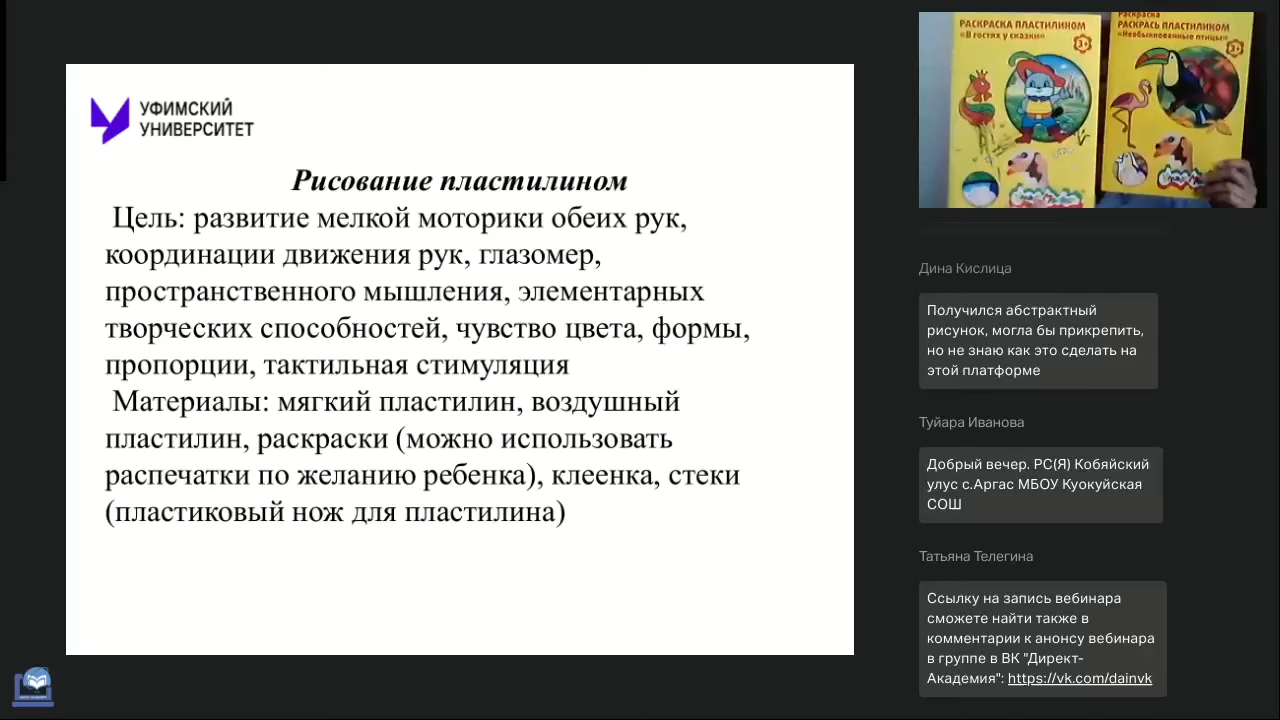 УФИМСКИЙ
УНИВЕРСИТЕТ
Рисование пластилином
Цель: развитие мелкой моторики обеих рук,
координации движения рук, глазомер,
пространственного мышления, элементарных
творческих способностей, чувство цвета, формы,
пропорции, тактильная стимуляция
Материалы: мягкий пластилин, воздушный
пластилин, раскраски (можно использовать
распечатки по желанию ребенка), клеенка, стеки
(пластиковый нож для пластилина)
РАСКРАСКА ПЛАСТИЛИНОМ
«В гостях у сказки»
3+
Раскраска
РАСКРАСЬ ПЛАСТИЛИНОМ
«Необыкновенные птицы»
3+
Дина Кислица
Получился абстрактный
рисунок, могла бы прикрепить,
но не знаю как это сделать на
этой платформе
Туйара Иванова
Добрый вечер. РС(Я) Кобяйский
улус с.Аргас МБОУ Куокуйская
СОШ
Татьяна Телегина
Ссылку на запись вебинара
сможете найти также в
комментарии к анонсу вебинара
в группе в ВК "Директ-
Академия": https://vk.com/dainvk